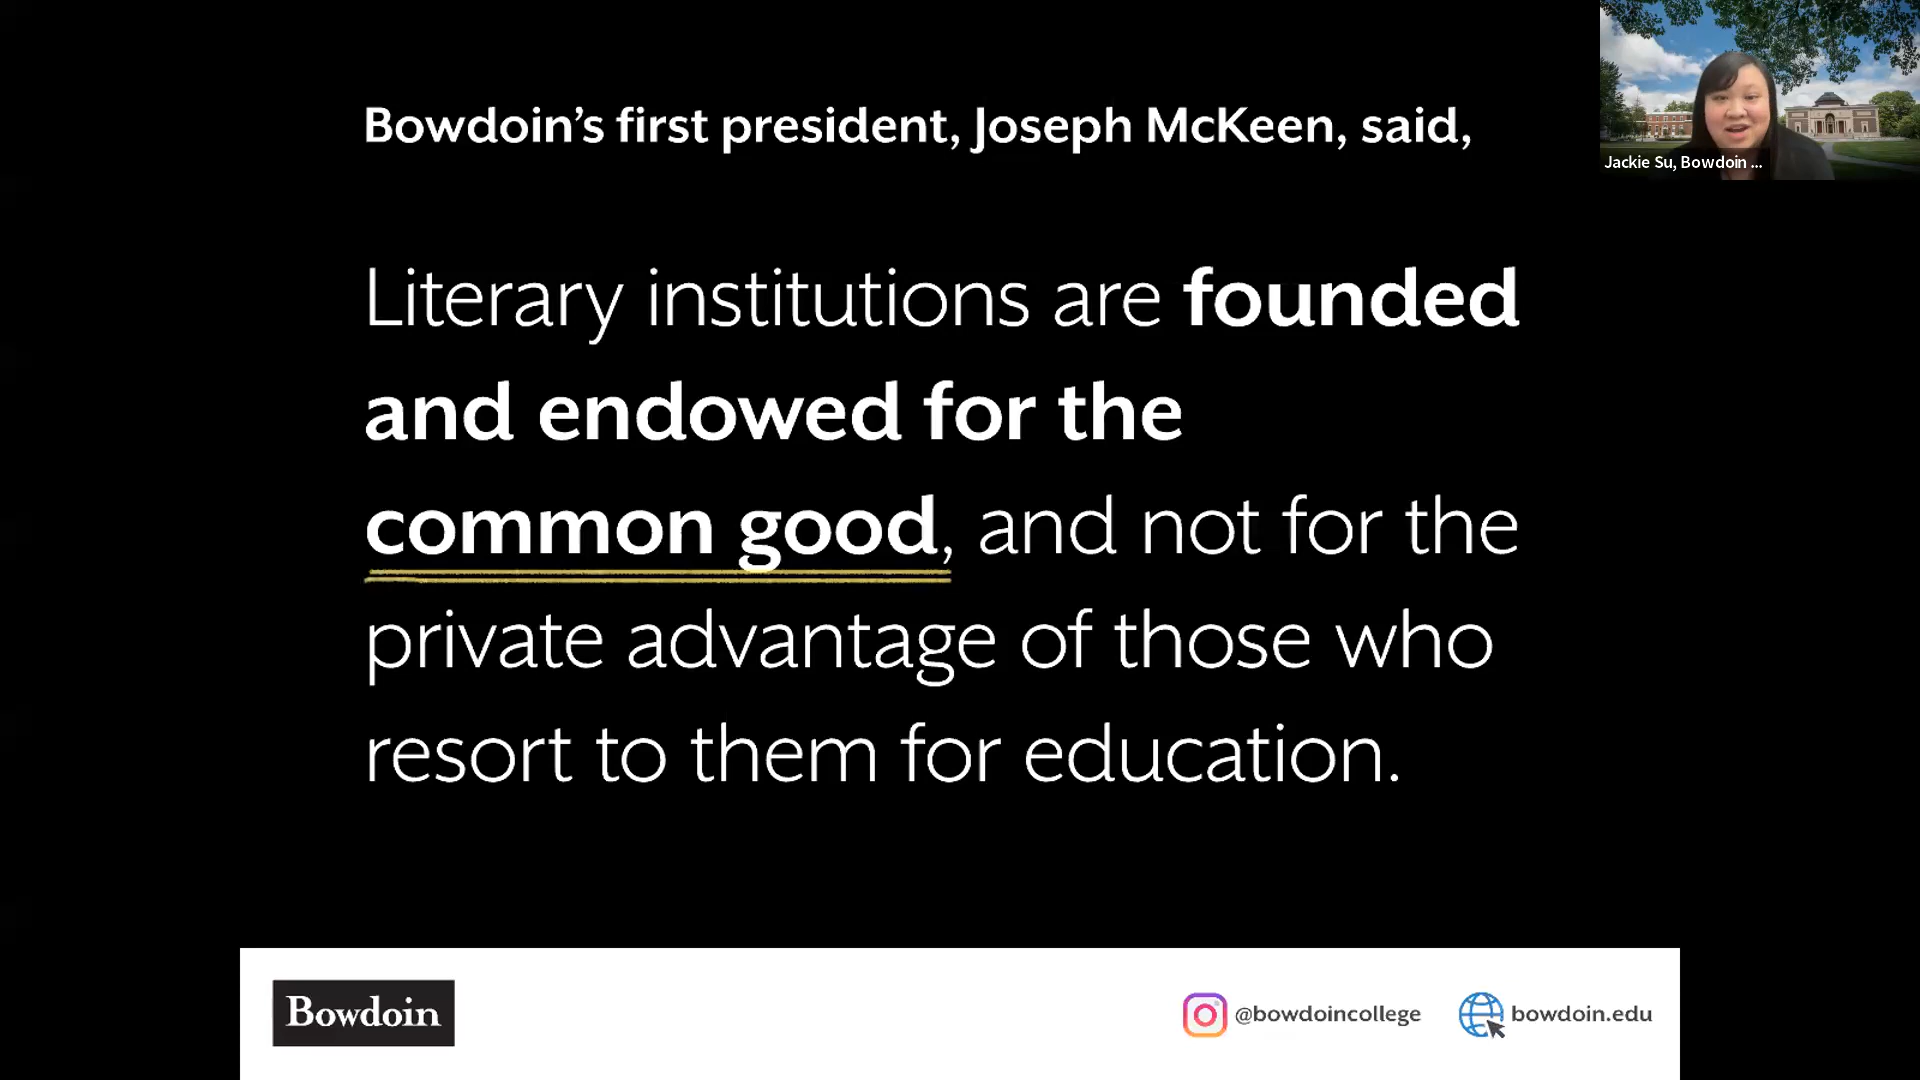 Bowdoin’s first president, Joseph McKeen, said,
Jackie Su, Bowdoin ...
Literary institutions are founded
and endowed for the
common good, and not for the
private advantage of those who
resort to them for education.
Bowdoin
@bowdoincollege
bowdoin.edu